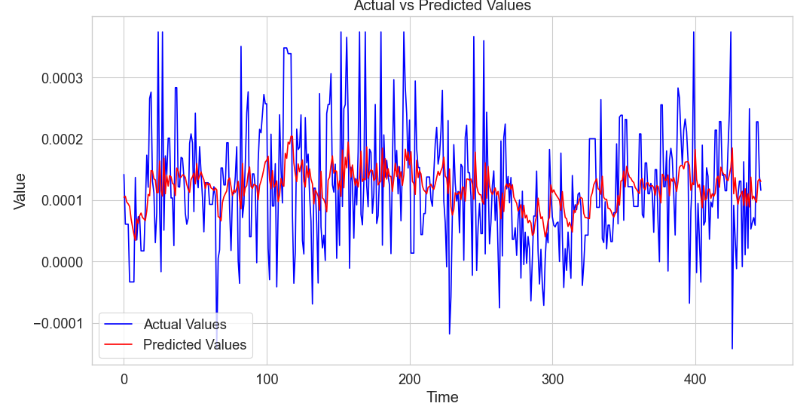 Actual vs Predicted Values
0.0003
0.0002
0.0001
0.0000
−0.0001
Value
Actual Values
Predicted Values
0
100
200
300
400
Time